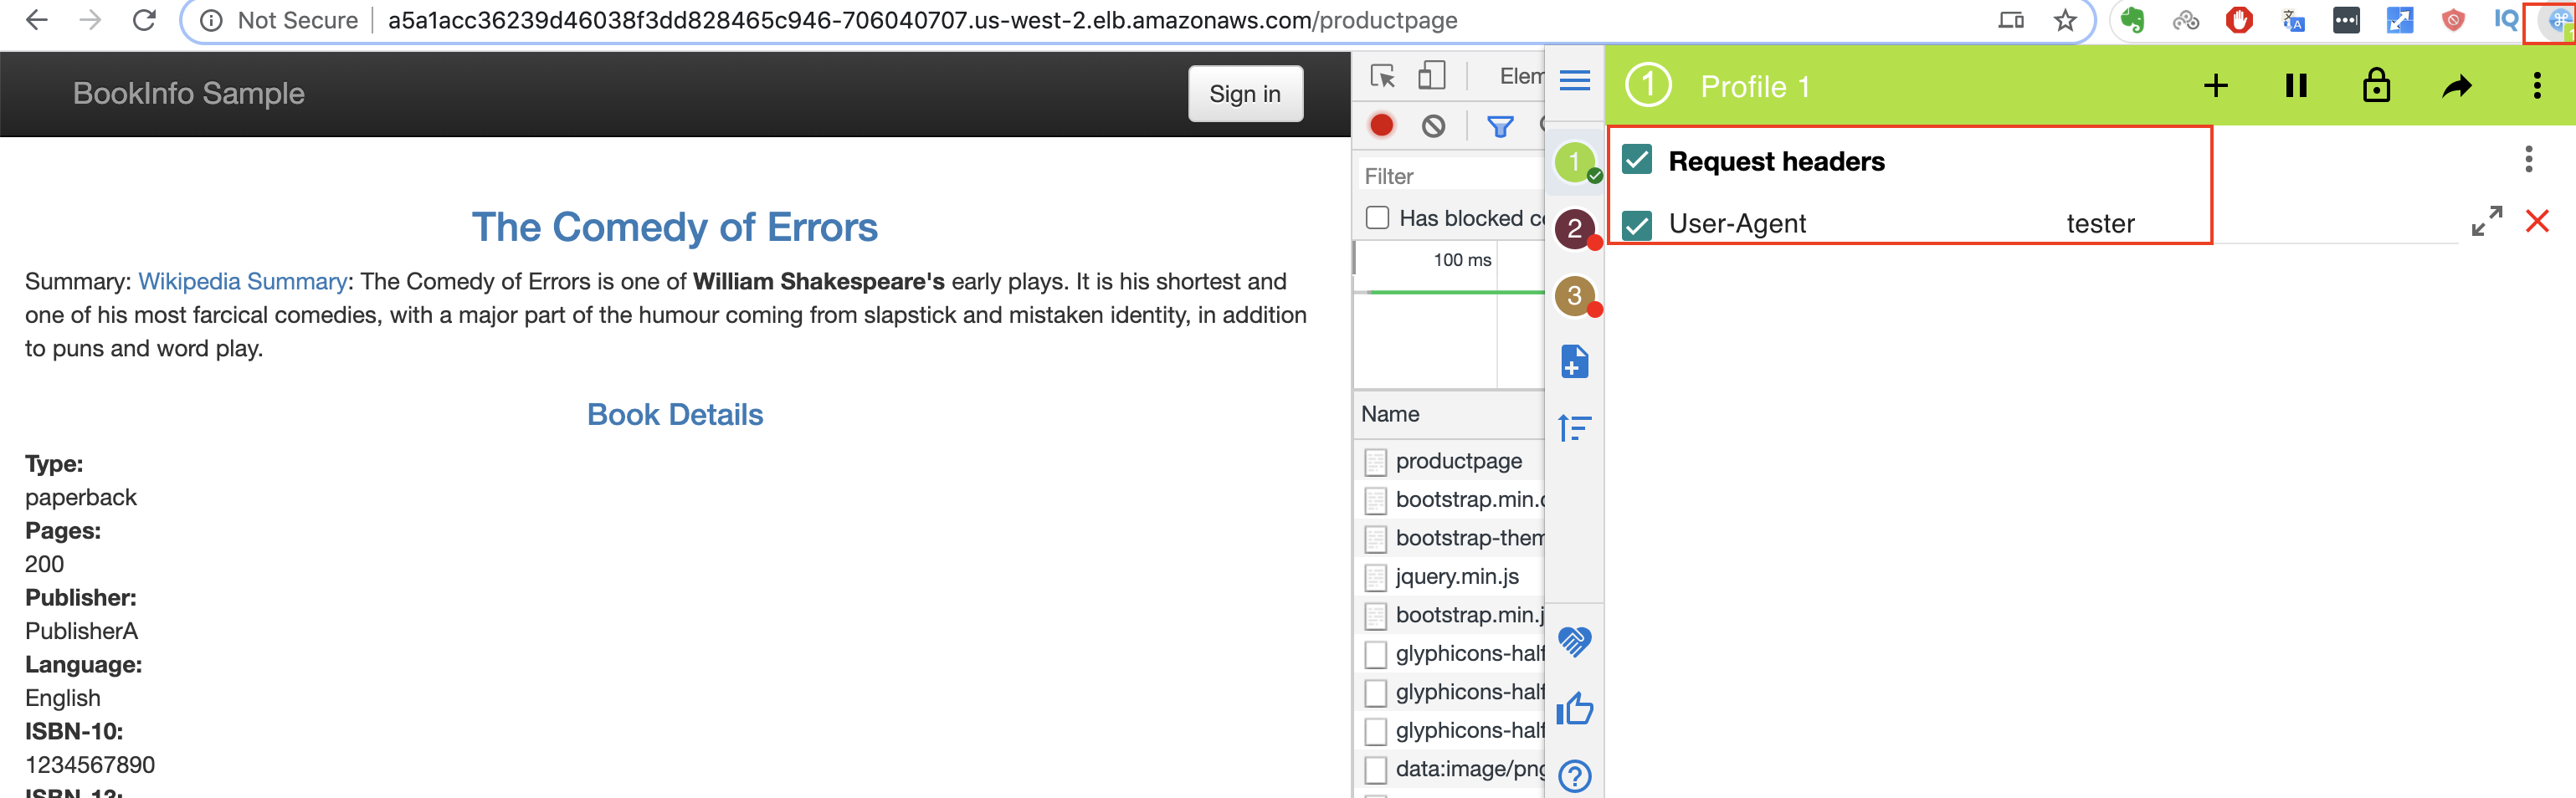 Not Secure a5a1acc36239d46038f3dd828465c946-706040707.us-west-2.elb.amazonaws.com/productpage
IQ
BookInfo Sample
Sign in
The Comedy of Errors
Summary: Wikipedia Summary: The Comedy of Errors is one of William Shakespeare's early plays. It is his shortest and
one of his most farcical comedies, with a major part of the humour coming from slapstick and mistaken identity, in addition
to puns and word play.
Book Details
Type:
paperback
Pages:
200
Publisher:
PublisherA
Language:
English
ISBN-10:
1234567890
ISBN-13:
Elem
Filter
Has blocked co
100 ms
Name
productpage
bootstrap.min.c
bootstrap-them
jquery.min.js
bootstrap.min.j
glyphicons-half
glyphicons-half
glyphicons-half
data:image/png
1
2
3
1 Profile 1
Request headers
User-Agent tester